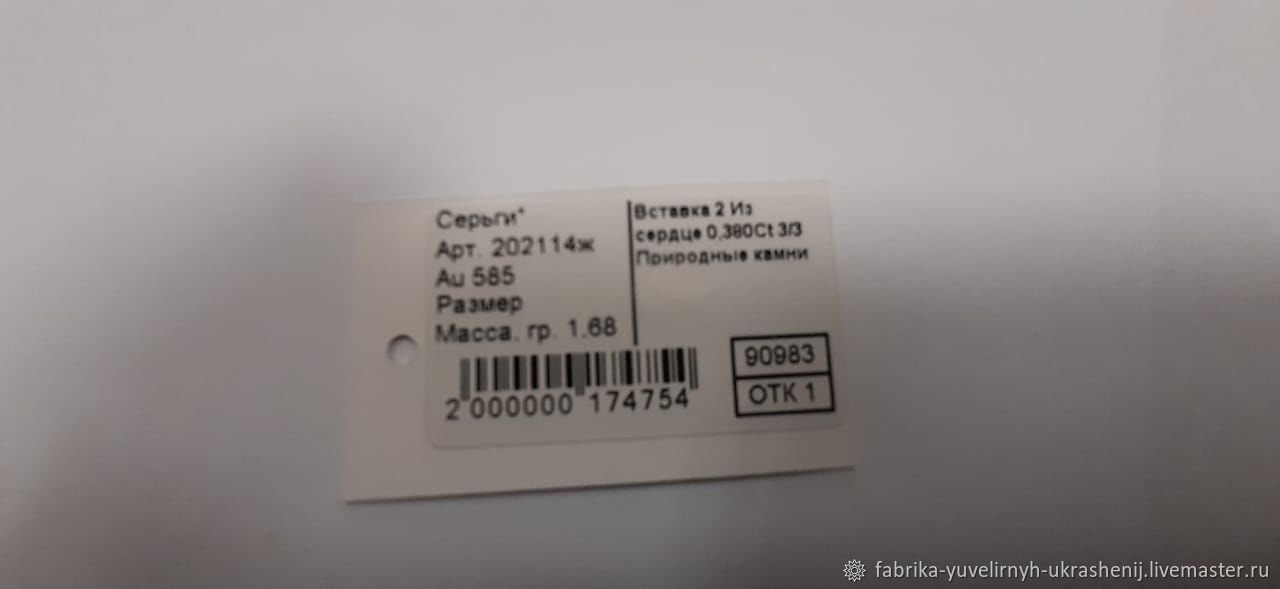 Серьги*
Арт. 202114ж
Au 585
Размер
Масса, гр. 1.68
Вставка 2 Из
сердце 0,380Ct 3/3
Природные камни
90983
ОТК 1
2 000000 174754
fabrika-yuvelirnyh-ukrashenij.livemaster.ru